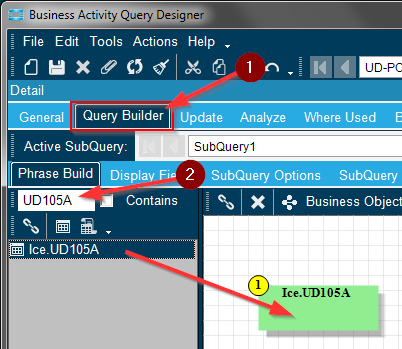 Business Activity Query Designer
File Edit Tools Actions Help
UD-PO
Detail
General Query Builder Update Analyze Where Used
Active SubQuery: SubQuery1
Phrase Build Display SubQuery Options SubQuery
UD105A Contains
Business Object
Ice.UD105A
Ice.UD105A
1
1
2